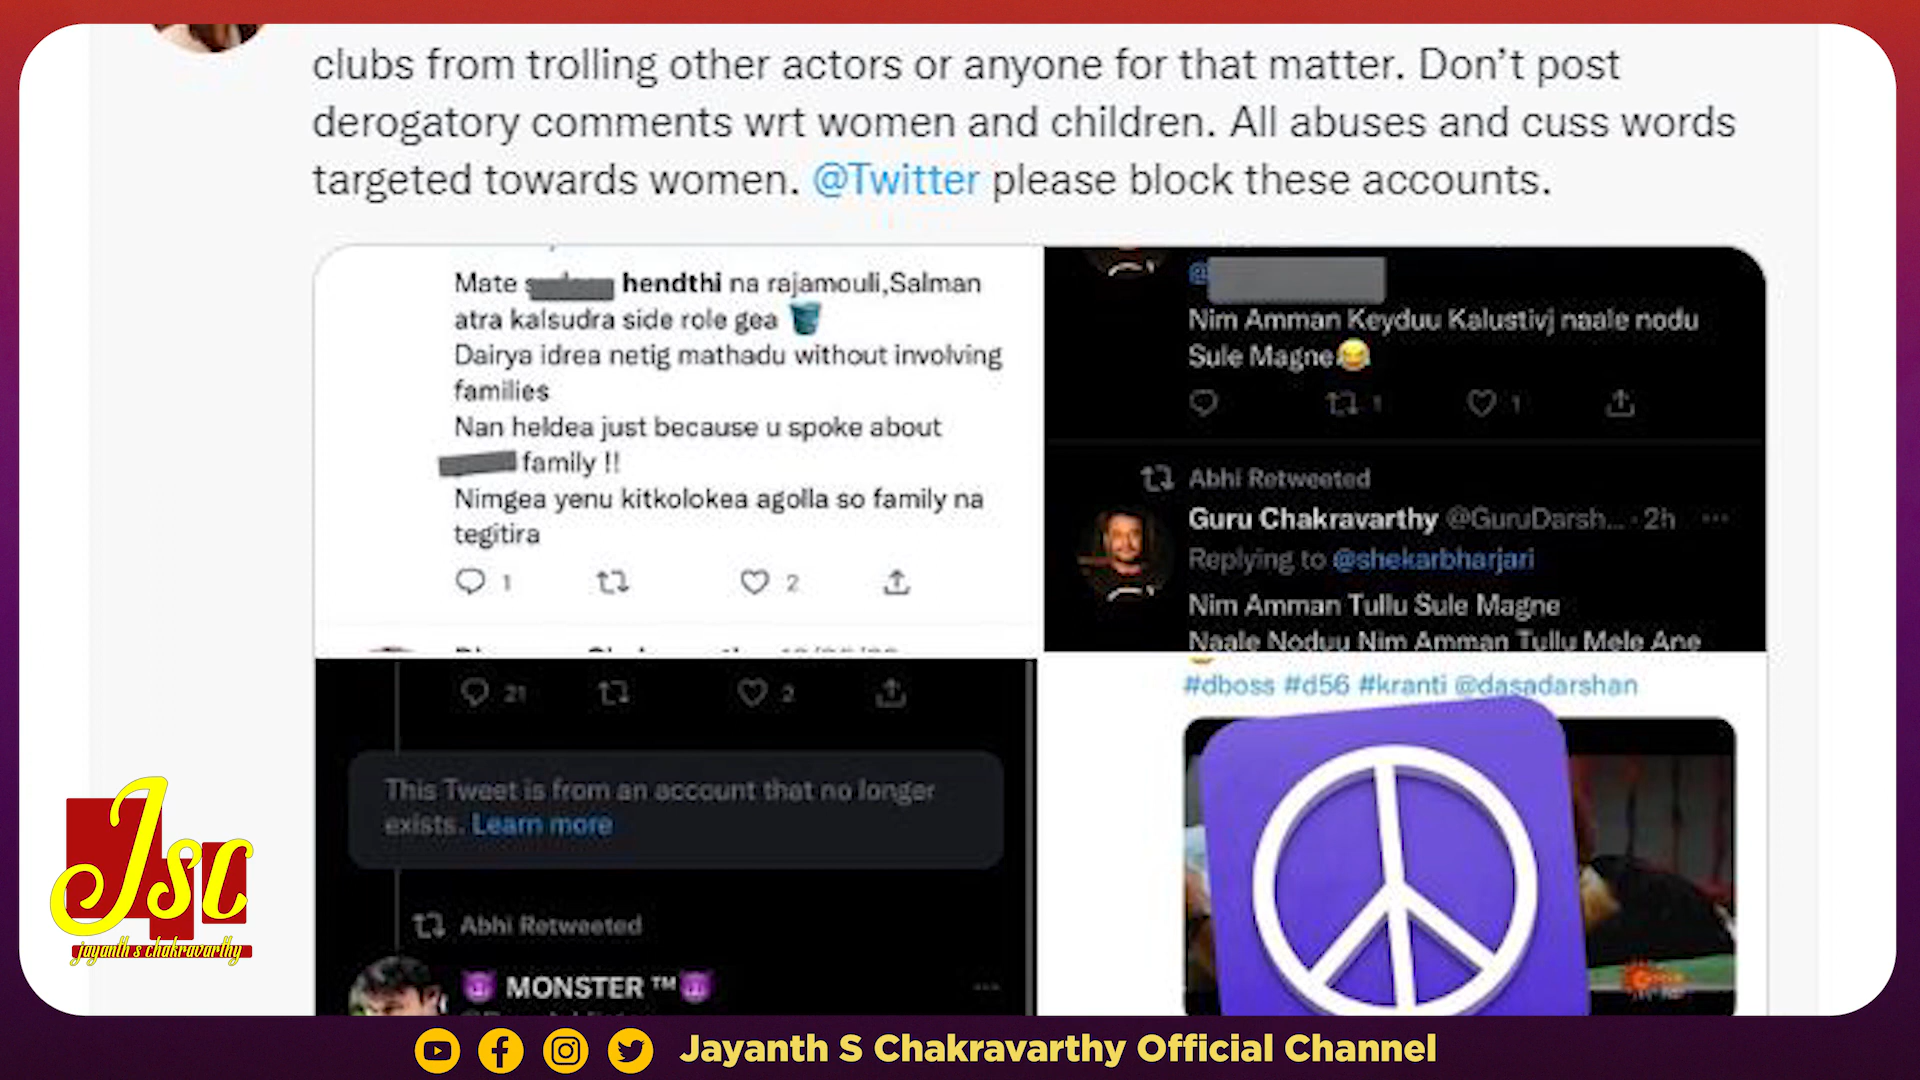 clubs from trolling other actors or anyone for that matter. Don't post
derogatory comments wrt women and children. All abuses and cuss words
targeted towards women. @Twitter please block these accounts.
Mate hendthi na rajamouli,Salman
atra kalsudra side role gea
Dairya idrea netig mathadu without involving
families
Nan heldea just because u spoke about
family !!
Nimgea yenu kitkolokea agolla so family na
tegitira
1 2
@
Nim Amman Keyduu Kalustivj naale nodu
Sule Magne😂
1 1
Abhi Retweeted
Guru Chakravarthy @GuruDarsh... · 2h
Replying to @shekarbharjari
Nim Amman Tullu Sule Magne
Naale Noduu Nim Amman Tullu Mele Ane
21 2
This Tweet is from an account that no longer
exists. Learn more
Abhi Retweeted
😈 MONSTER ™😈
#dboss #d56 #kranti @dasadarshan
Jsc
jayanth s chakravarthy
Jayanth S Chakravarthy Official Channel